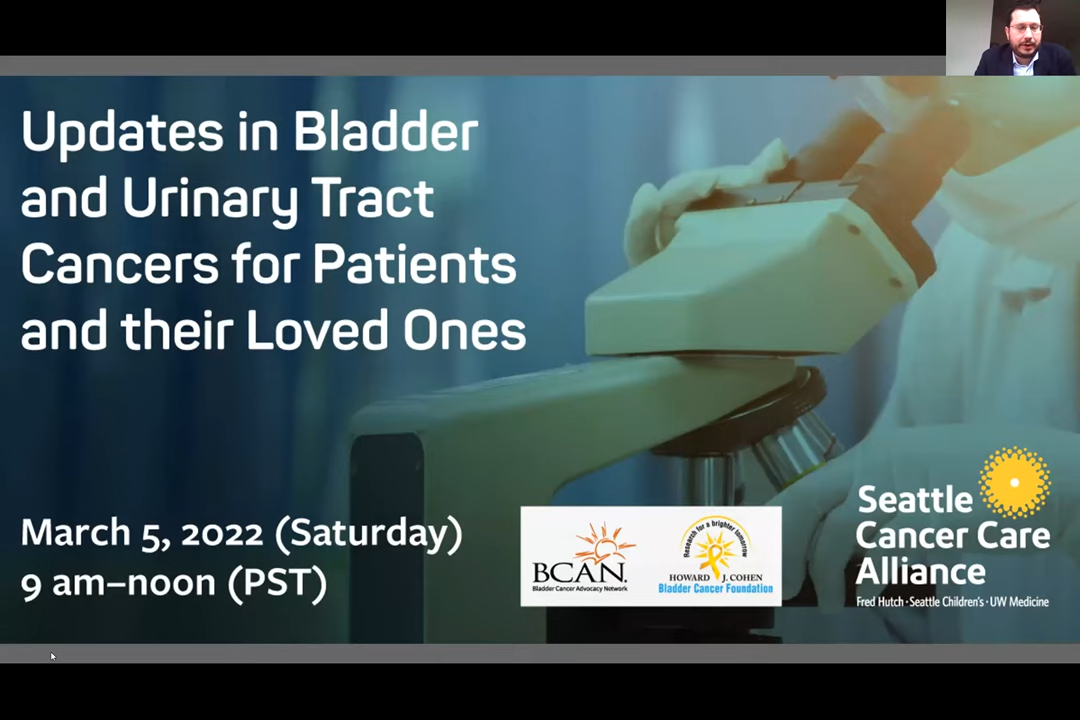 Updates in Bladder
and Urinary Tract
Cancers for Patients
and their Loved Ones
March 5, 2022 (Saturday)
9 am–noon (PST)
BCAN.
Bladder Cancer Advocacy Network
Research for a brighter tomorrow
HOWARD J. COHEN
Bladder Cancer Foundation
Seattle
Cancer Care
Alliance
Fred Hutch · Seattle Children's · UW Medicine